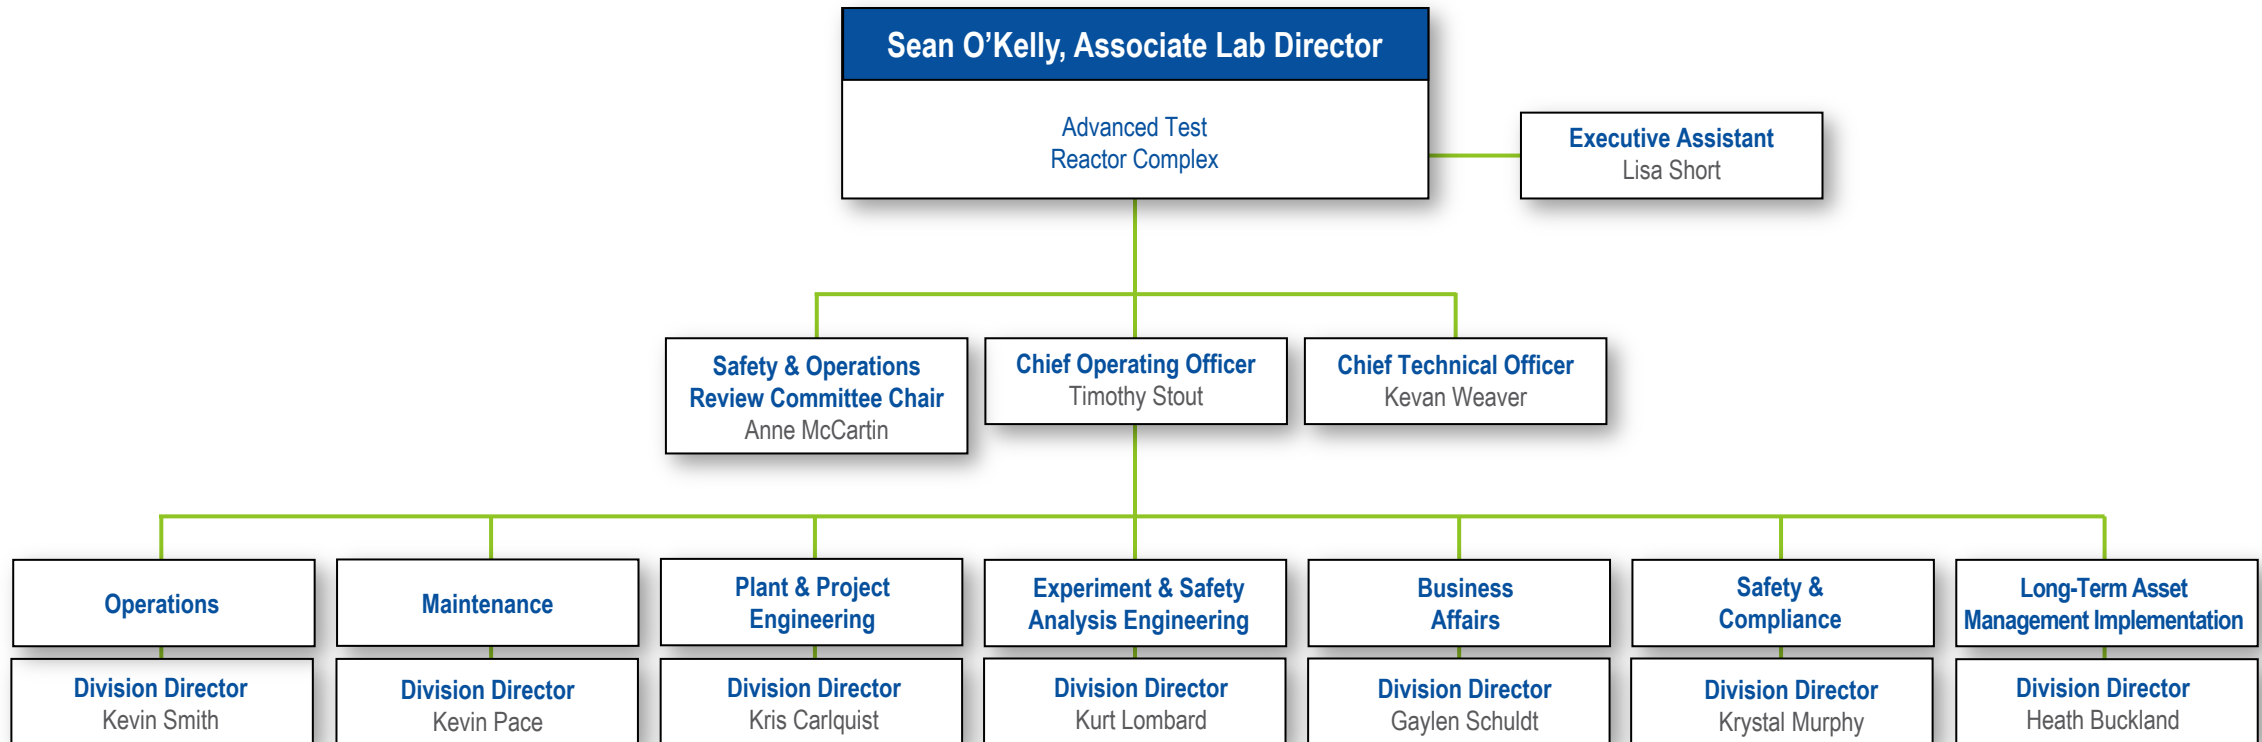 Sean O’Kelly, Associate Lab Director
Advanced Test
Reactor Complex
Executive Assistant
Lisa Short
Safety & Operations
Review Committee Chair
Anne McCartin
Chief Operating Officer
Timothy Stout
Chief Technical Officer
Kevan Weaver
Operations
Division Director
Kevin Smith
Maintenance
Division Director
Kevin Pace
Plant & Project
Engineering
Division Director
Kris Carlquist
Experiment & Safety
Analysis Engineering
Division Director
Kurt Lombard
Business
Affairs
Division Director
Gaylen Schuldt
Safety &
Compliance
Division Director
Krystal Murphy
Long-Term Asset
Management Implementation
Division Director
Heath Buckland